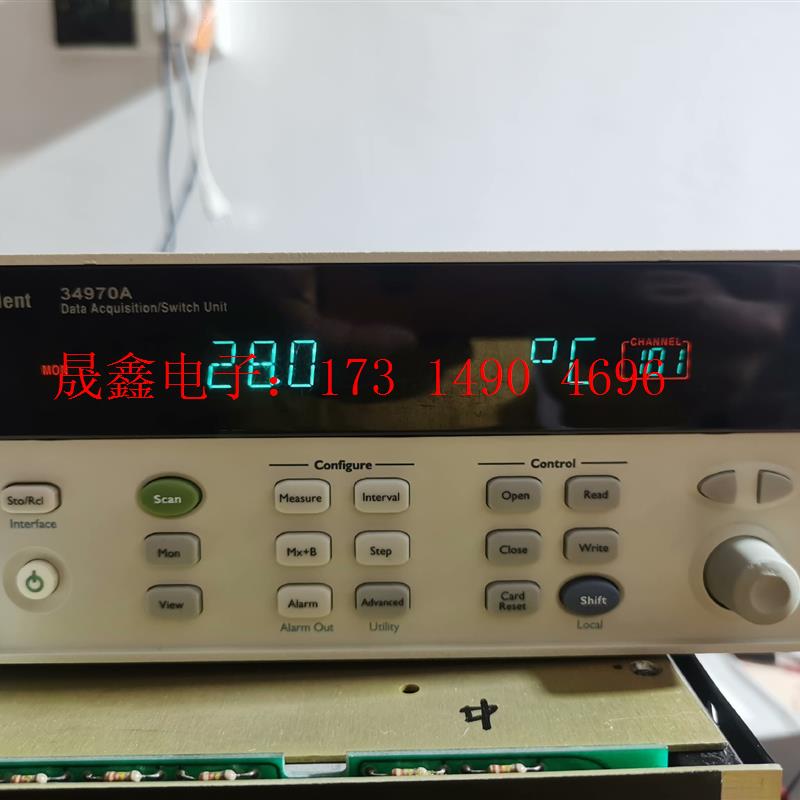 lent 34970A
Data Acquisition/Switch Unit
MON 28.0 °C CHANNEL 101
晟鑫电子: 173 1490 4696
Configure Control
Sto/Rcl Scan Measure Interval Open Read
Interface
Mon Mx+B Step Close Write
View Alarm Advanced Card Reset Shift
Alarm Out Utility Local
中